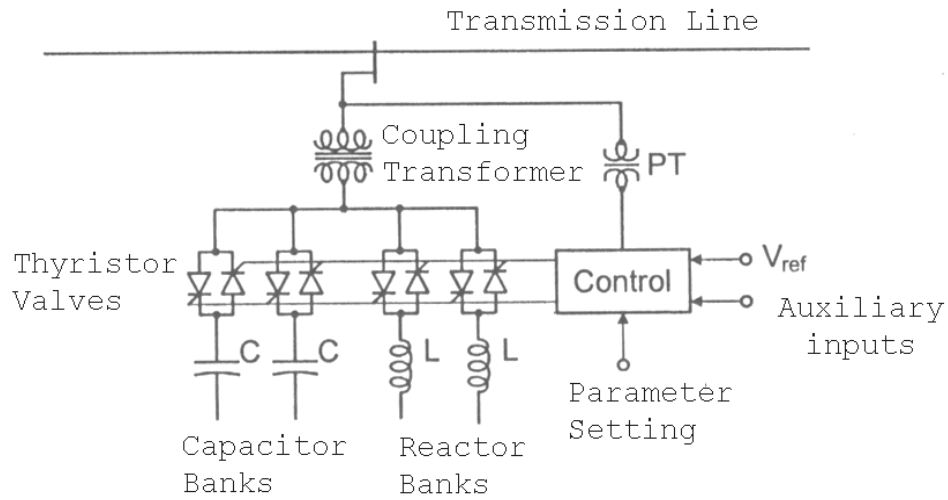 Transmission Line
Coupling
Transformer
PT
Thyristor
Valves
Control
Vref
Auxiliary
inputs
C
C
L
L
Parameter
Setting
Capacitor
Banks
Reactor
Banks